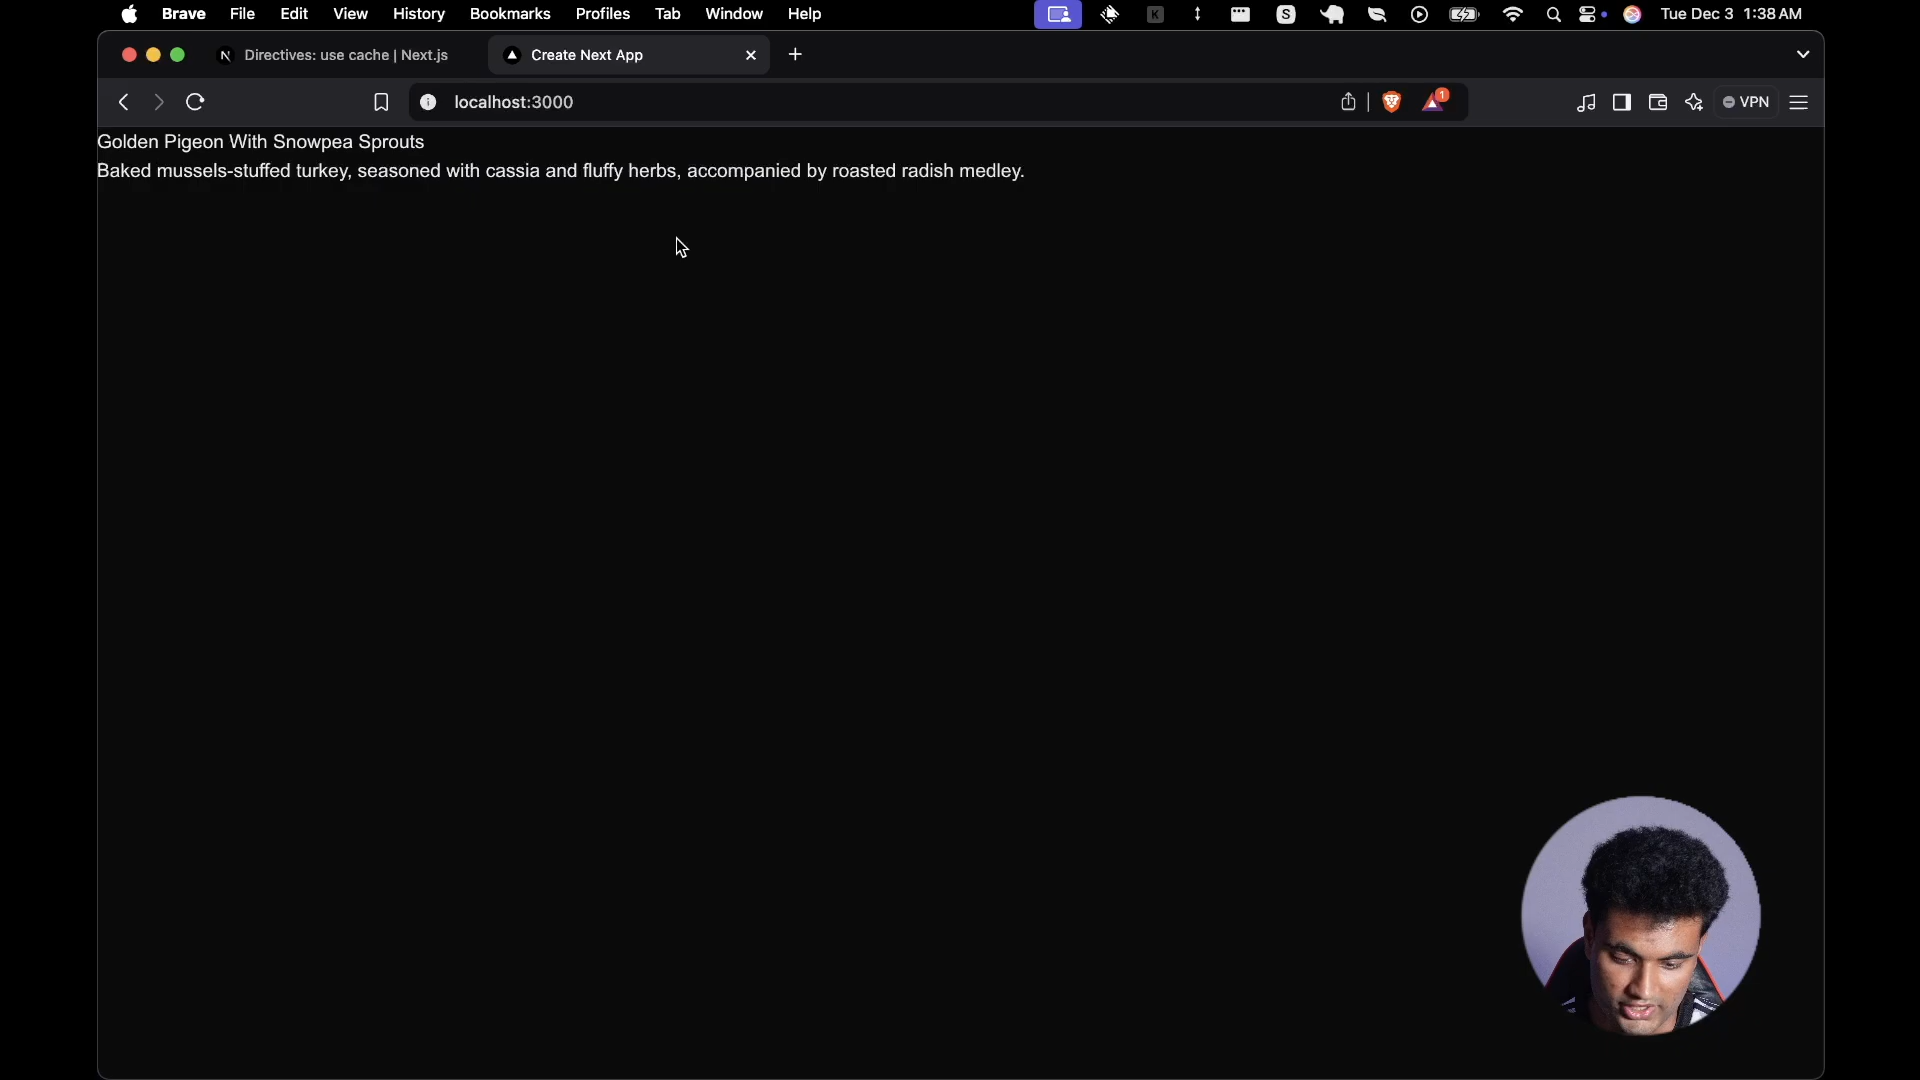 Brave File Edit View History Bookmarks Profiles Tab Window Help K S Tue Dec 3 1:38 AM
N Directives: use cache | Next.js Create Next App
localhost:3000 1 VPN
Golden Pigeon With Snowpea Sprouts
Baked mussels-stuffed turkey, seasoned with cassia and fluffy herbs, accompanied by roasted radish medley.